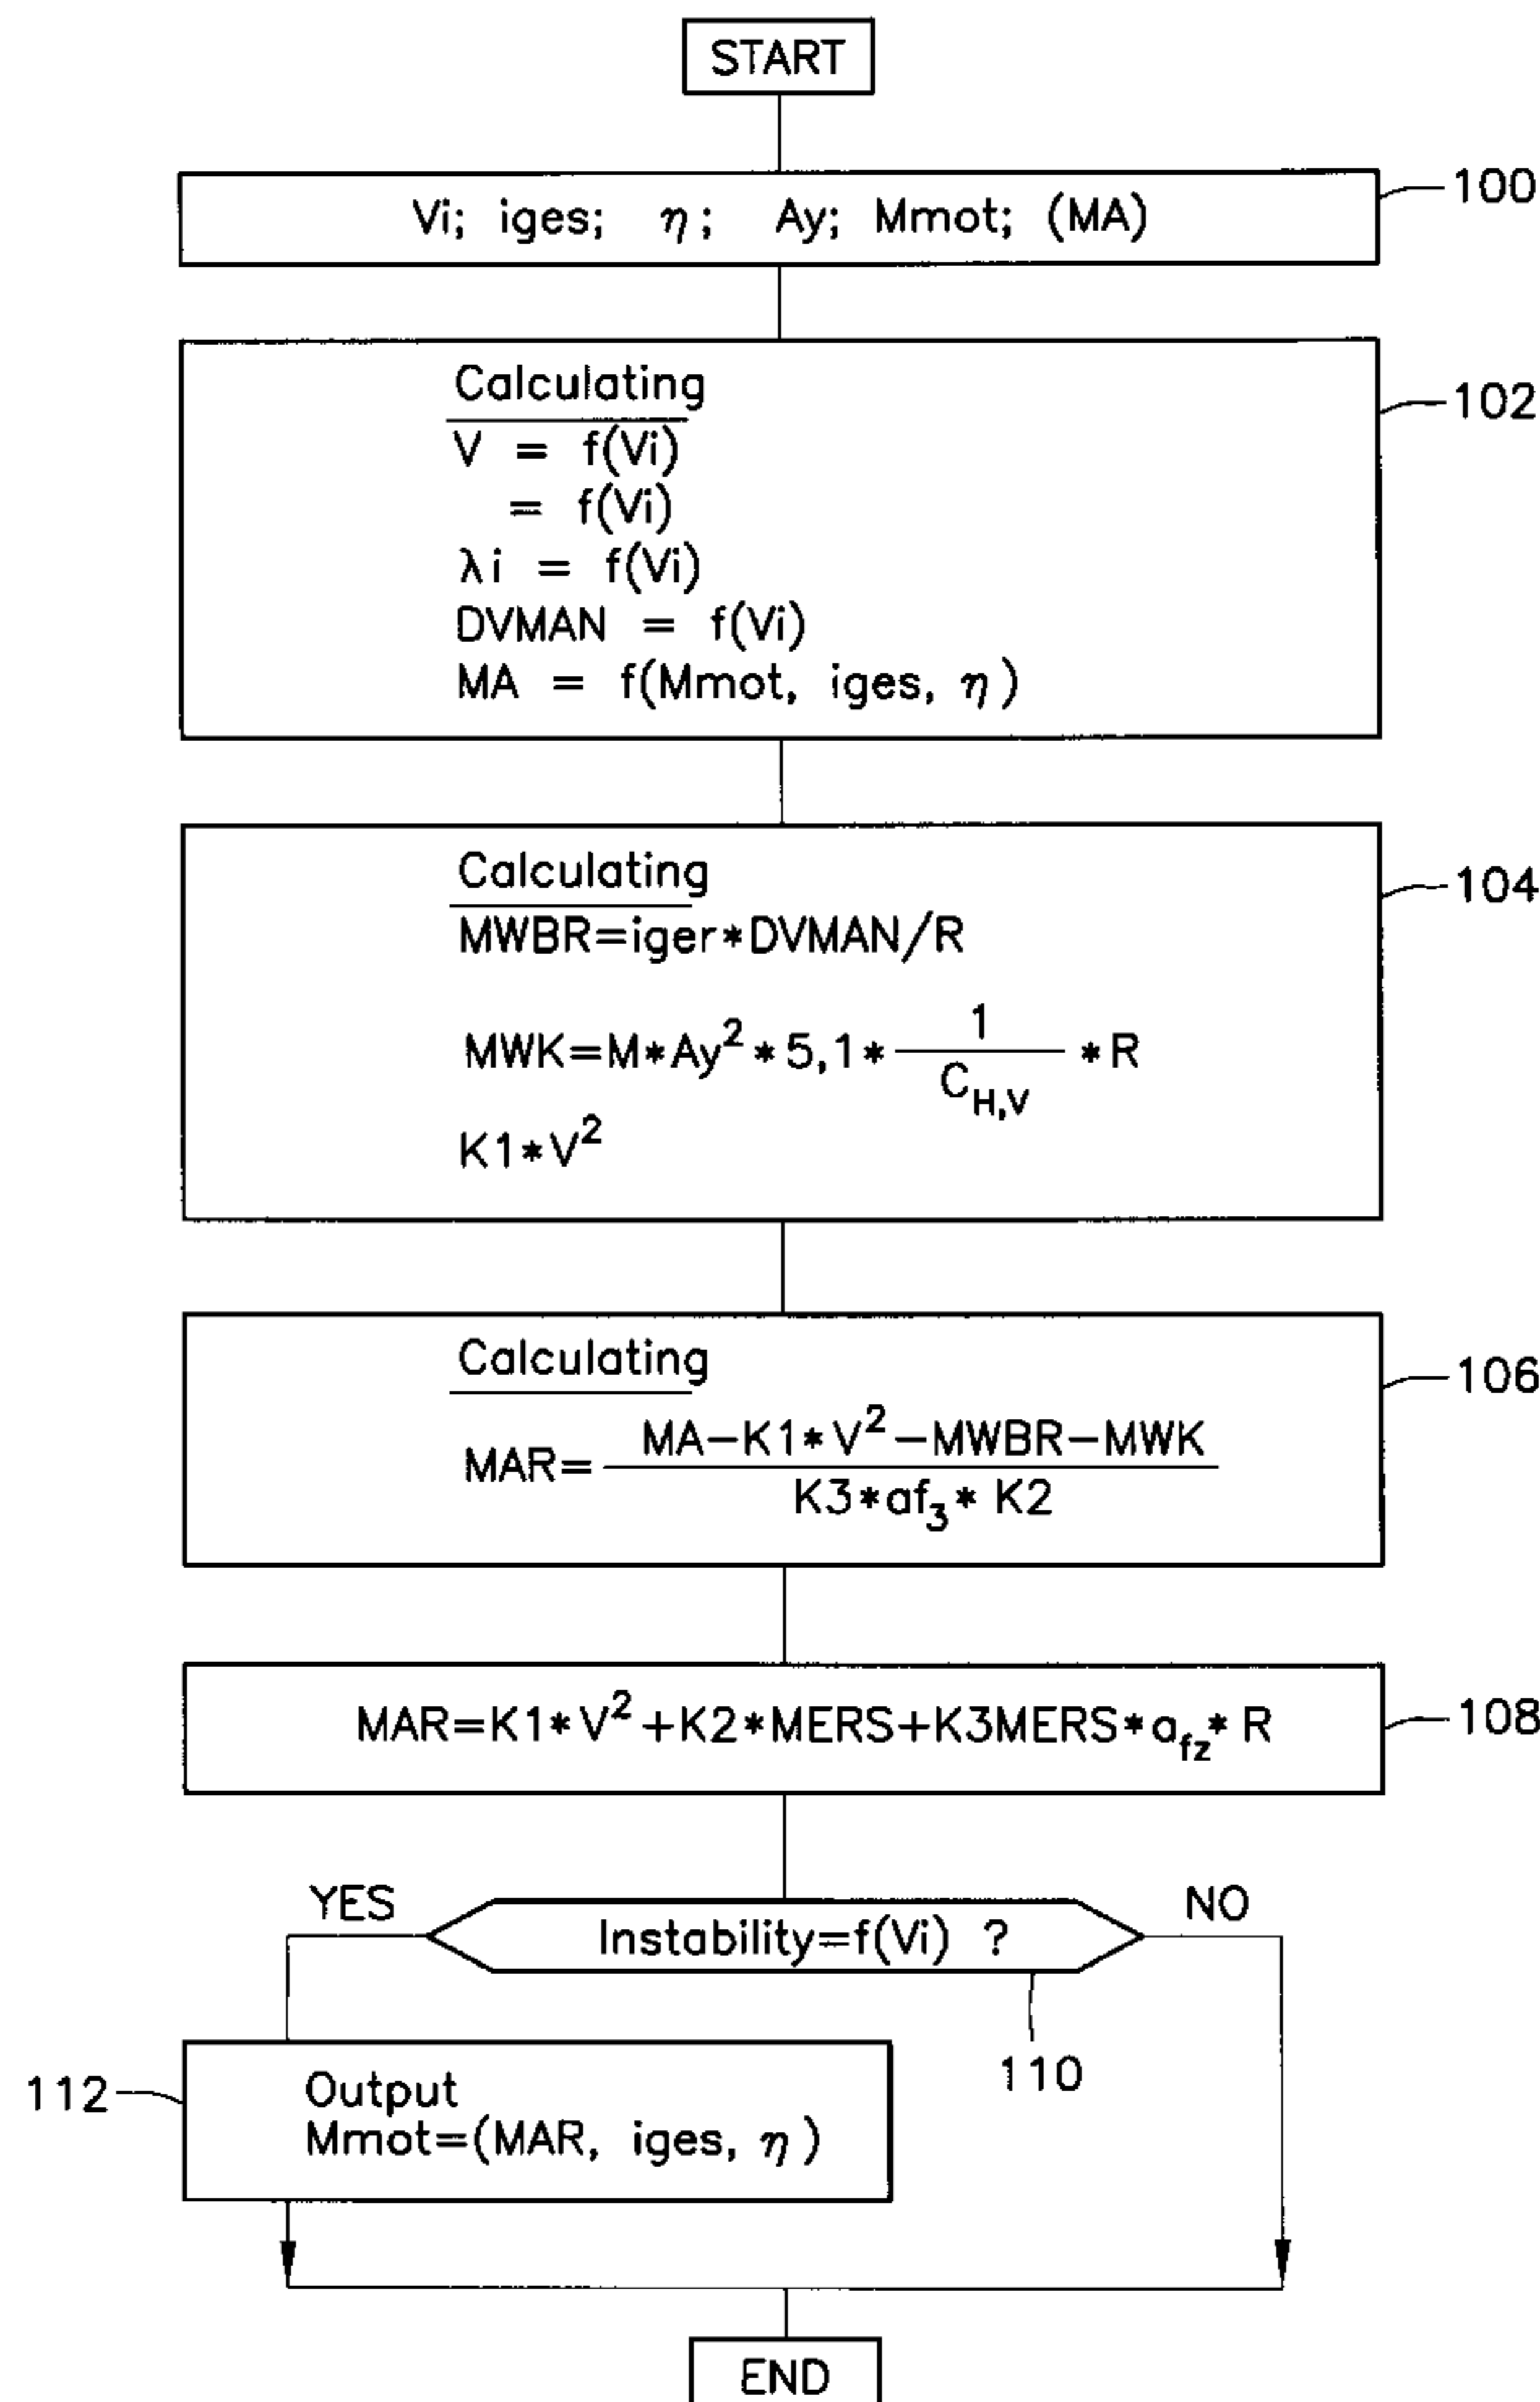 START
100
Vi; iges; η; Ay; Mmot; (MA)
102
Calculating
V = f(Vi)
= f(Vi)
λi = f(Vi)
DVMAN = f(Vi)
MA = f(Mmot, iges, η)
104
Calculating
MWBR=iger*DVMAN/R
MWK=M*Ay²*5,1* 1/C_H,V *R
K1*V²
106
Calculating
MAR= MA-K1*V²-MWBR-MWK
K3*af₃* K2
108
MAR=K1*V²+K2*MERS+K3MERS*a_fz*R
YES
NO
Instability=f(Vi) ?
110
112
Output
Mmot=(MAR, iges, η)
END